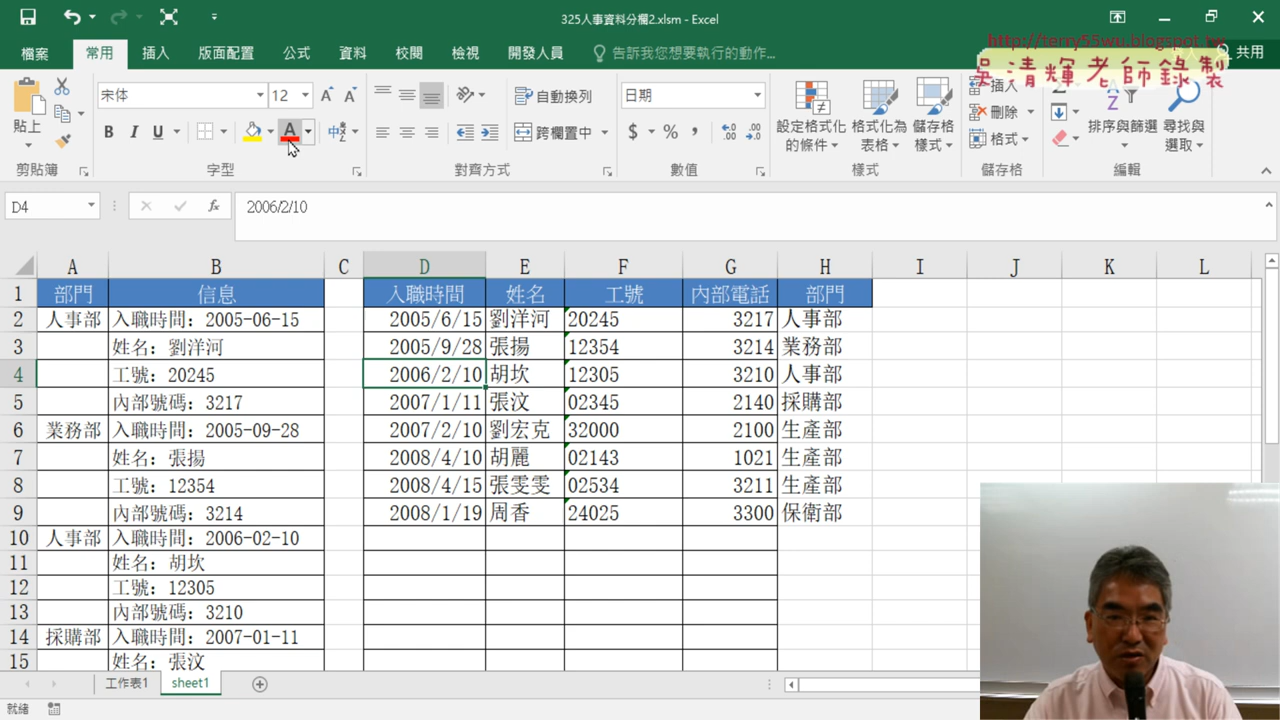 325人事資料分欄2.xlsm - Excel
http://terry55wu.blogspot.tw
吳清輝老師錄製
檔案 常用 插入 版面配置 公式 資料 校閱 檢視 開發人員 告訴我您想要執行的動作... 共用
貼上 宋体 12 自動換列 日期 設定格式化的條件 格式化為表格 儲存格樣式 插入 刪除 格式 排序與篩選 尋找與選取
B I U A 中 跨欄置中 $ %
剪貼簿 字型 對齊方式 數值 樣式 儲存格 編輯
D4 fx 2006/2/10
A B C D E F G H I J K L
1 部門 信息 入職時間 姓名 工號 內部電話 部門
2 人事部 入職時間：2005-06-15 2005/6/15 劉洋河 20245 3217 人事部
3 姓名：劉洋河 2005/9/28 張揚 12354 3214 業務部
4 工號：20245 2006/2/10 胡坎 12305 3210 人事部
5 內部號碼：3217 2007/1/11 張汶 02345 2140 採購部
6 業務部 入職時間：2005-09-28 2007/2/10 劉宏克 32000 2100 生產部
7 姓名：張揚 2008/4/10 胡麗 02143 1021 生產部
8 工號：12354 2008/4/15 張雯雯 02534 3211 生產部
9 內部號碼：3214 2008/1/19 周香 24025 3300 保衛部
10 人事部 入職時間：2006-02-10
11 姓名：胡坎
12 工號：12305
13 內部號碼：3210
14 採購部 入職時間：2007-01-11
15 姓名：張汶
工作表1 sheet1
就緒